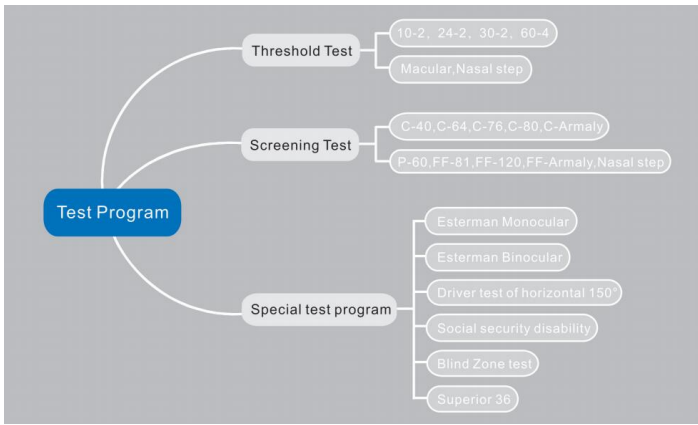 Test Program
Threshold Test
10-2, 24-2, 30-2, 60-4
Macular,Nasal step
Screening Test
C-40,C-64,C-76,C-80,C-Armaly
P-60,FF-81,FF-120,FF-Armaly,Nasal step
Special test program
Esterman Monocular
Esterman Binocular
Driver test of horizontal 150°
Social security disability
Blind Zone test
Superior 36